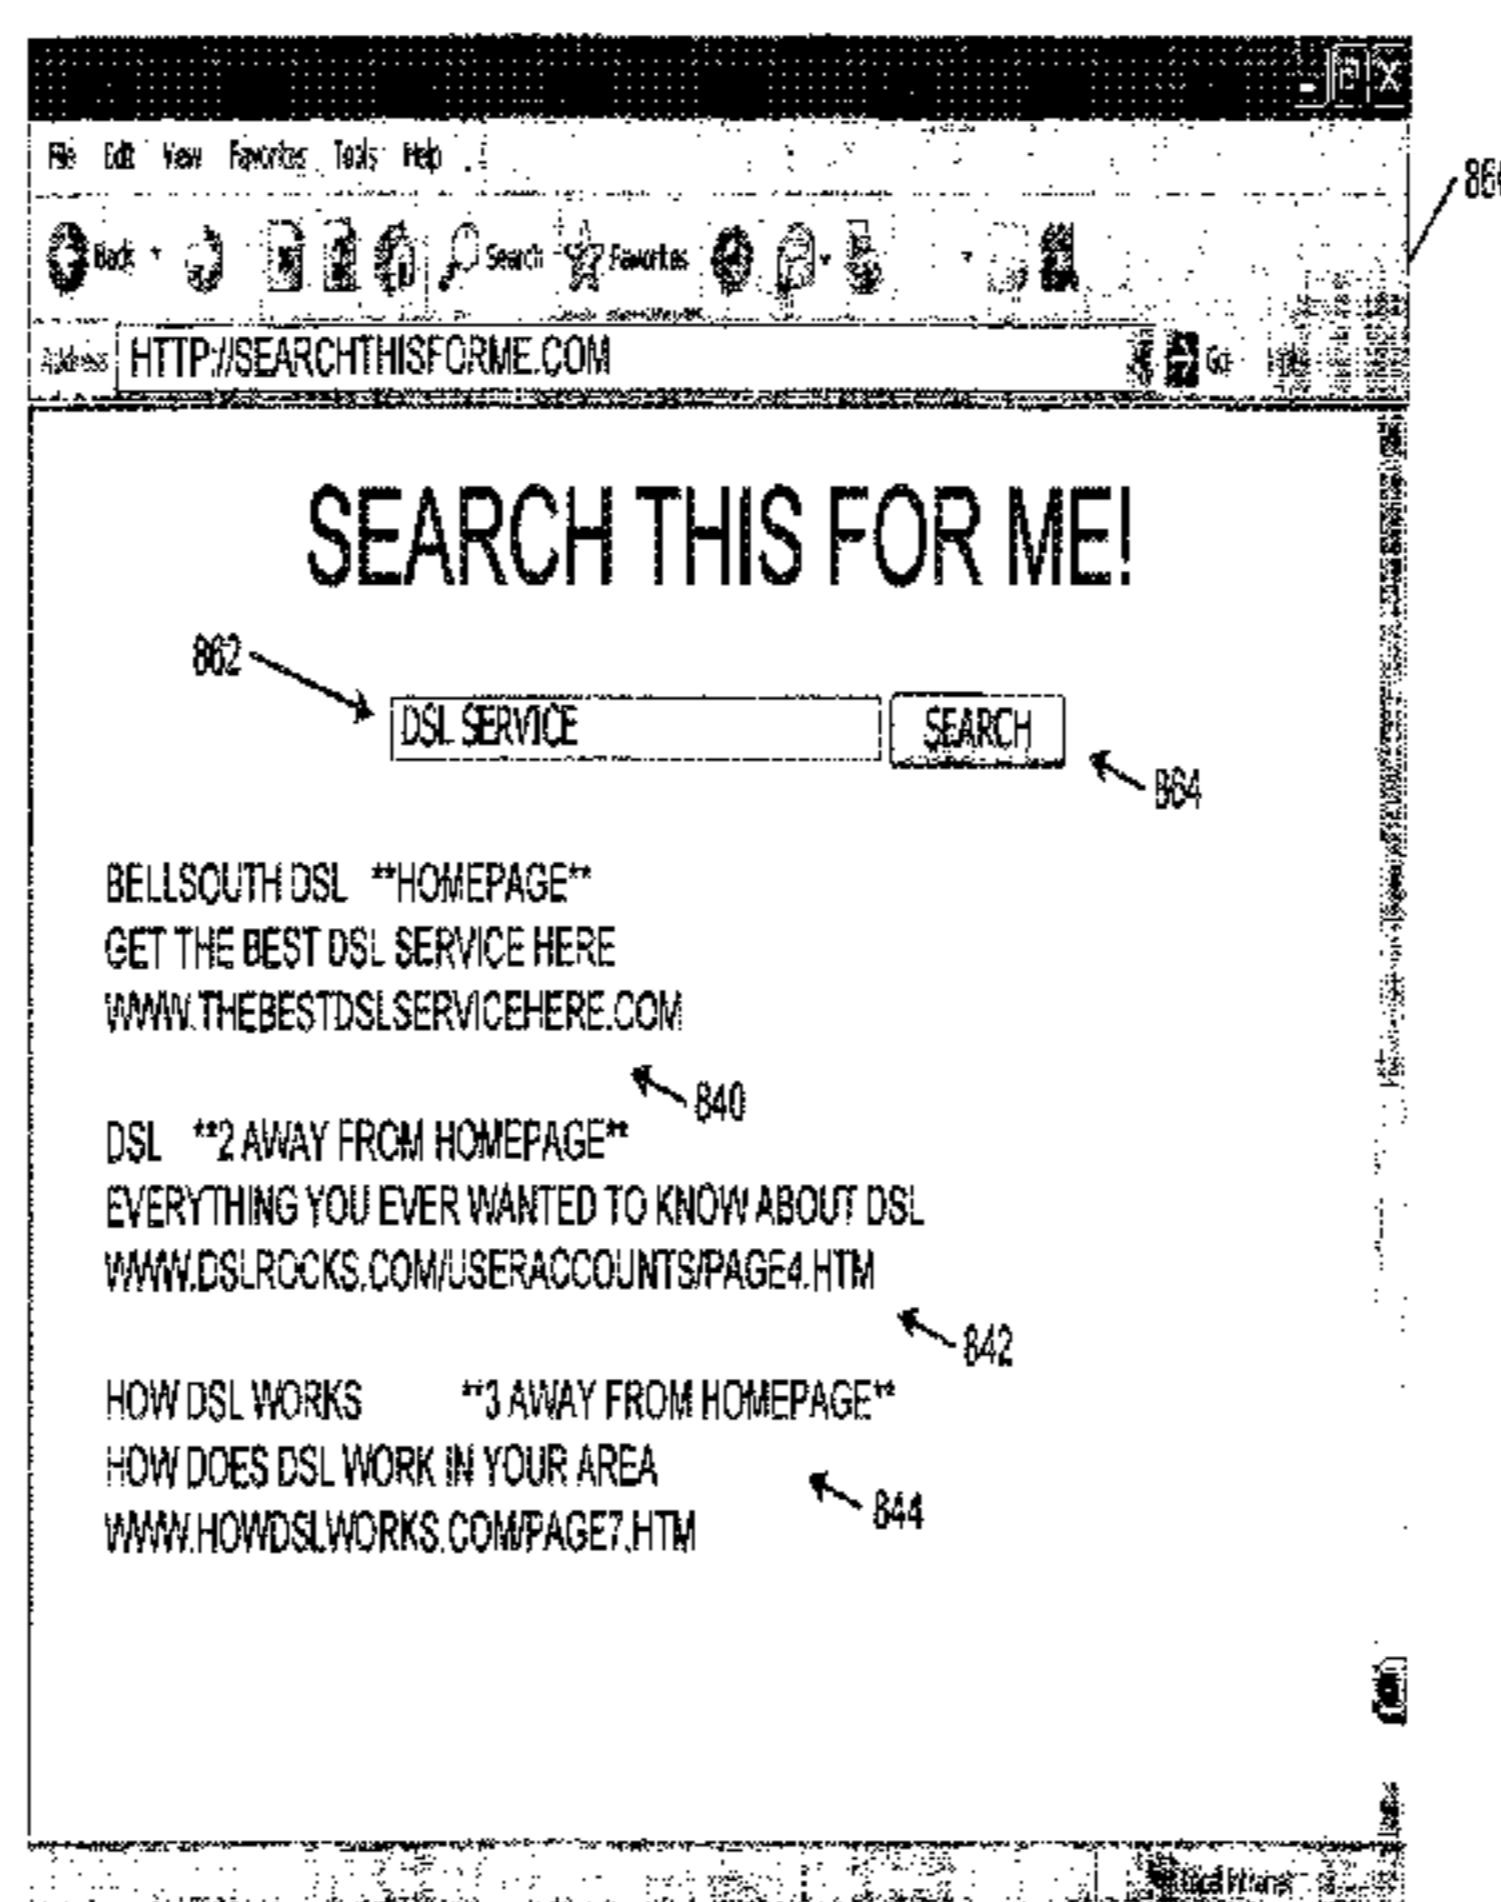 File Edit View Favorites Tools Help
Back Search Favorites
Address HTTP://SEARCHTHISFORME.COM Go
SEARCH THIS FOR ME!
862
DSL SERVICE SEARCH
864
BELLSOUTH DSL **HOMEPAGE**
GET THE BEST DSL SERVICE HERE
WWW.THEBESTDSLSERVICEHERE.COM
840
DSL **2 AWAY FROM HOMEPAGE**
EVERYTHING YOU EVER WANTED TO KNOW ABOUT DSL
WWW.DSLROCKS.COM/USERACCOUNTS/PAGE4.HTM
842
HOW DSL WORKS **3 AWAY FROM HOMEPAGE**
HOW DOES DSL WORK IN YOUR AREA
844
WWW.HOWDSLWORKS.COM/PAGE7.HTM
Local intranet